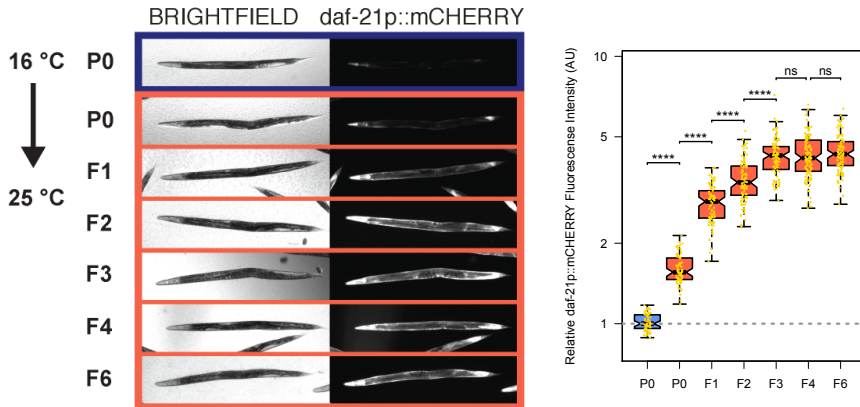 BRIGHTFIELD daf-21p::mCHERRY
16 °C
25 °C
P0
P0
F1
F2
F3
F4
F6
Relative daf-21p::mCHERRY Fluorescense Intensity (AU)
10
5
2
1
**** **** **** **** ns ns
P0 P0 F1 F2 F3 F4 F6